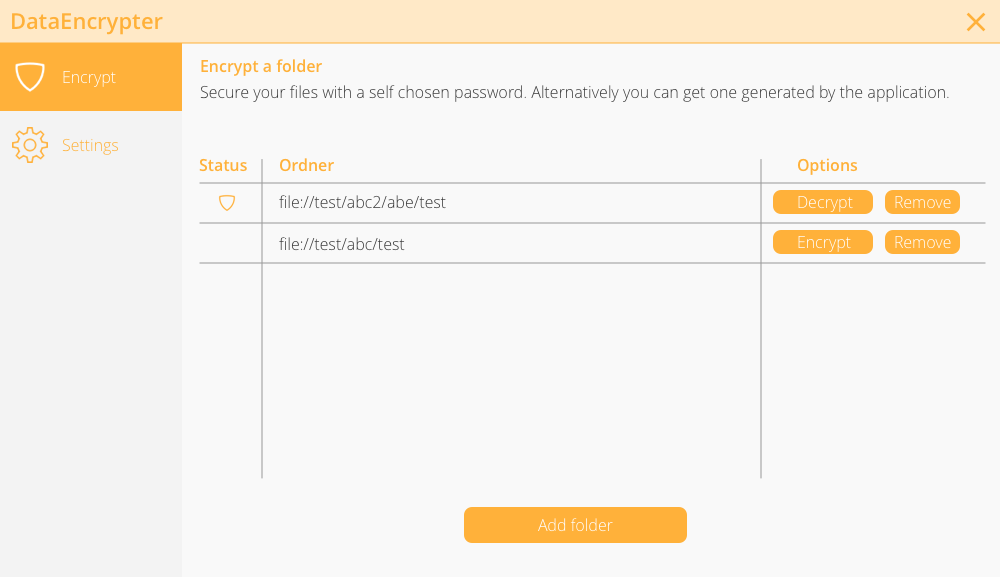 DataEncrypter
Encrypt
Settings
Encrypt a folder
Secure your files with a self chosen password. Alternatively you can get one generated by the application.
Status Ordner Options
file://test/abc2/abe/test Decrypt Remove
file://test/abc/test Encrypt Remove
Add folder